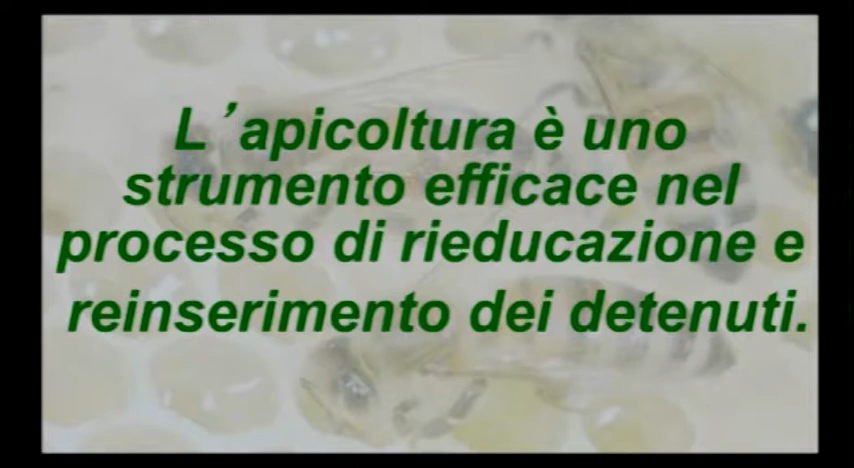 L’apicoltura è uno
strumento efficace nel
processo di rieducazione e
reinserimento dei detenuti.